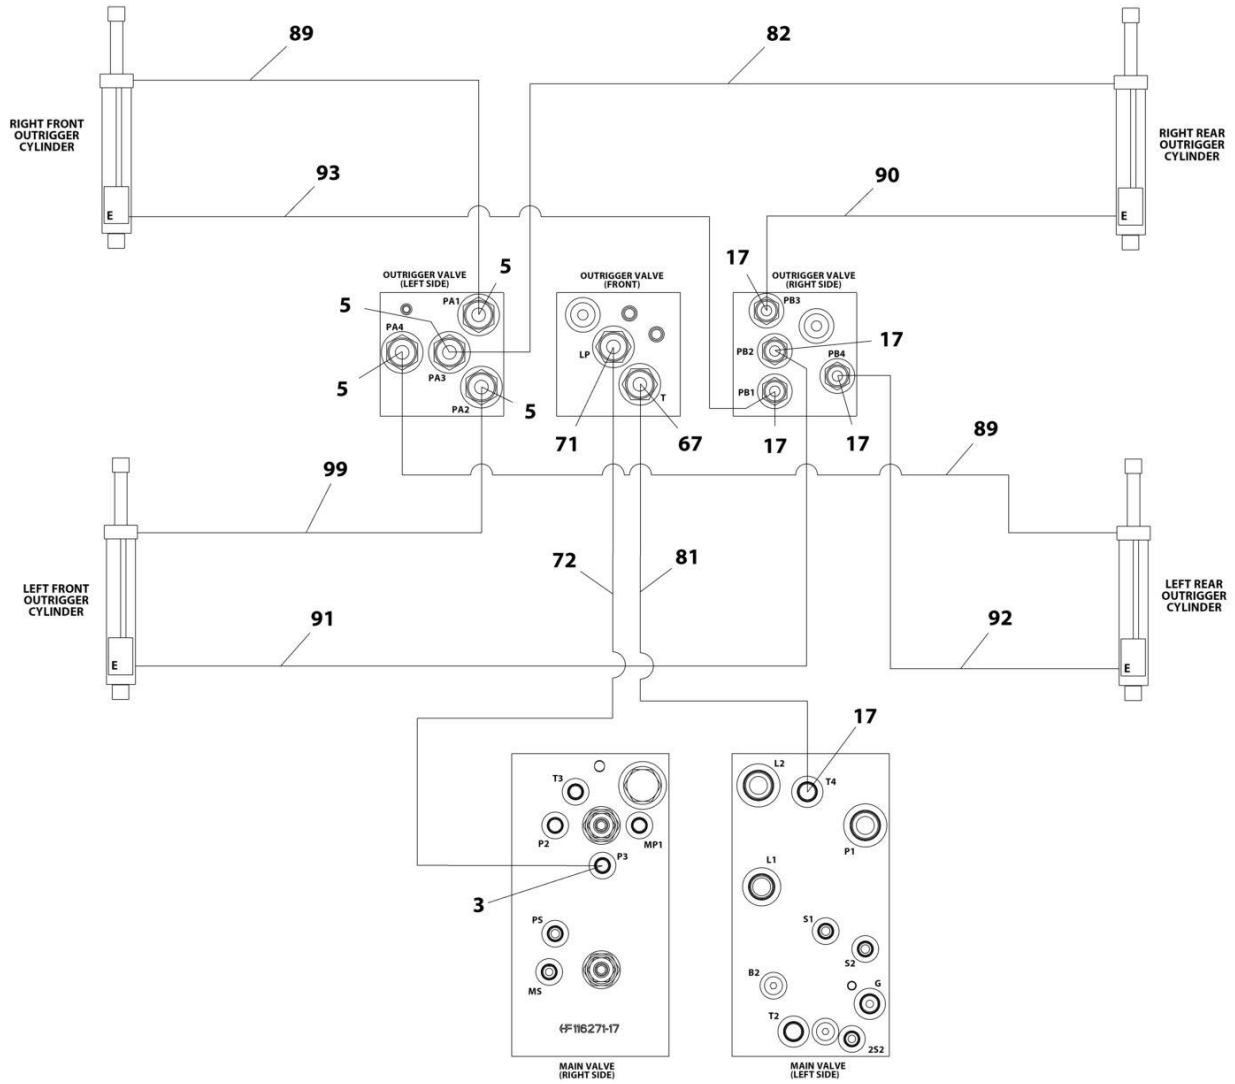 89
82
RIGHT FRONT
OUTRIGGER
CYLINDER
RIGHT REAR
OUTRIGGER
CYLINDER
93
90
E
E
OUTRIGGER VALVE
(LEFT SIDE)
OUTRIGGER VALVE
(FRONT)
OUTRIGGER VALVE
(RIGHT SIDE)
17
5
PA1
PB3
5
PA4
PA3
5
PA2
5
LP
T
71
67
PB2
17
PB4
PB1
17
17
89
99
72
81
LEFT FRONT
OUTRIGGER
CYLINDER
LEFT REAR
OUTRIGGER
CYLINDER
91
92
E
E
17
T3
P2
MP1
P3
3
PS
MS
HF116271-17
MAIN VALVE
(RIGHT SIDE)
L2
T4
P1
L1
S1
S2
B2
G
T2
2S2
MAIN VALVE
(LEFT SIDE)